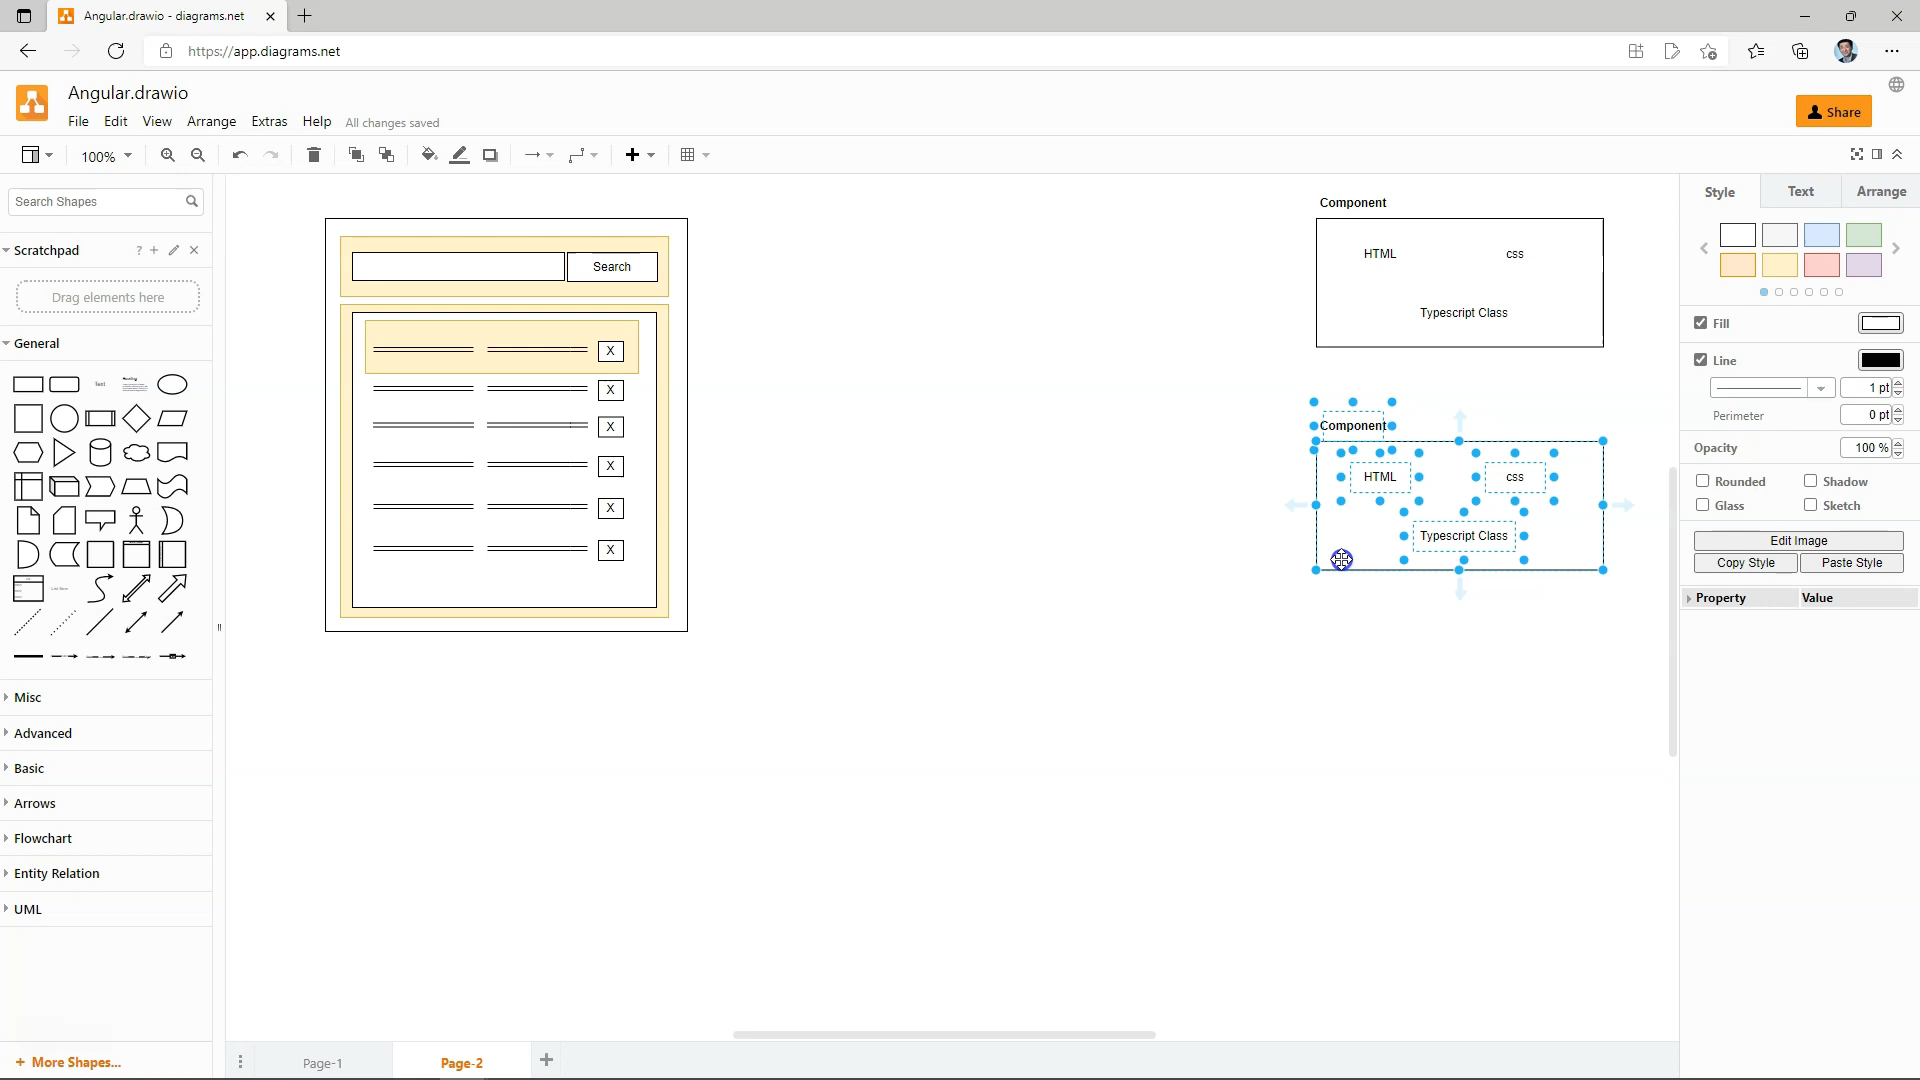 Angular.drawio - diagrams.net
https://app.diagrams.net
Angular.drawio
File Edit View Arrange Extras Help All changes saved
Share
100%
Search Shapes
Scratchpad
?
Drag elements here
General
Text
Heading
List Item
Misc
Advanced
Basic
Arrows
Flowchart
Entity Relation
UML
+ More Shapes...
Search
X
X
X
X
X
X
Component
HTML css
Typescript Class
Component
HTML css
Typescript Class
Style Text Arrange
Fill
Line
1 pt
Perimeter 0 pt
Opacity 100 %
Rounded Shadow
Glass Sketch
Edit Image
Copy Style Paste Style
Property Value
Page-1 Page-2